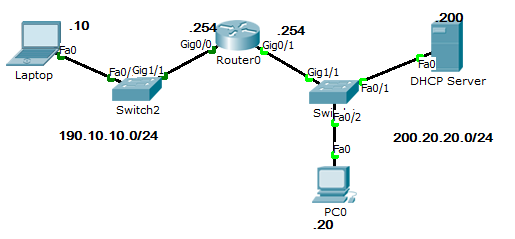 .10
.254
.254
.200
Gig0/0
Gig0/1
Router0
Fa0
Fa0/
Gig1/1
Laptop
Switch2
Gig1/1
Fa0
DHCP Server
Fa0/1
Swi
Fa0/2
190.10.10.0/24
200.20.20.0/24
Fa0
PC0
.20